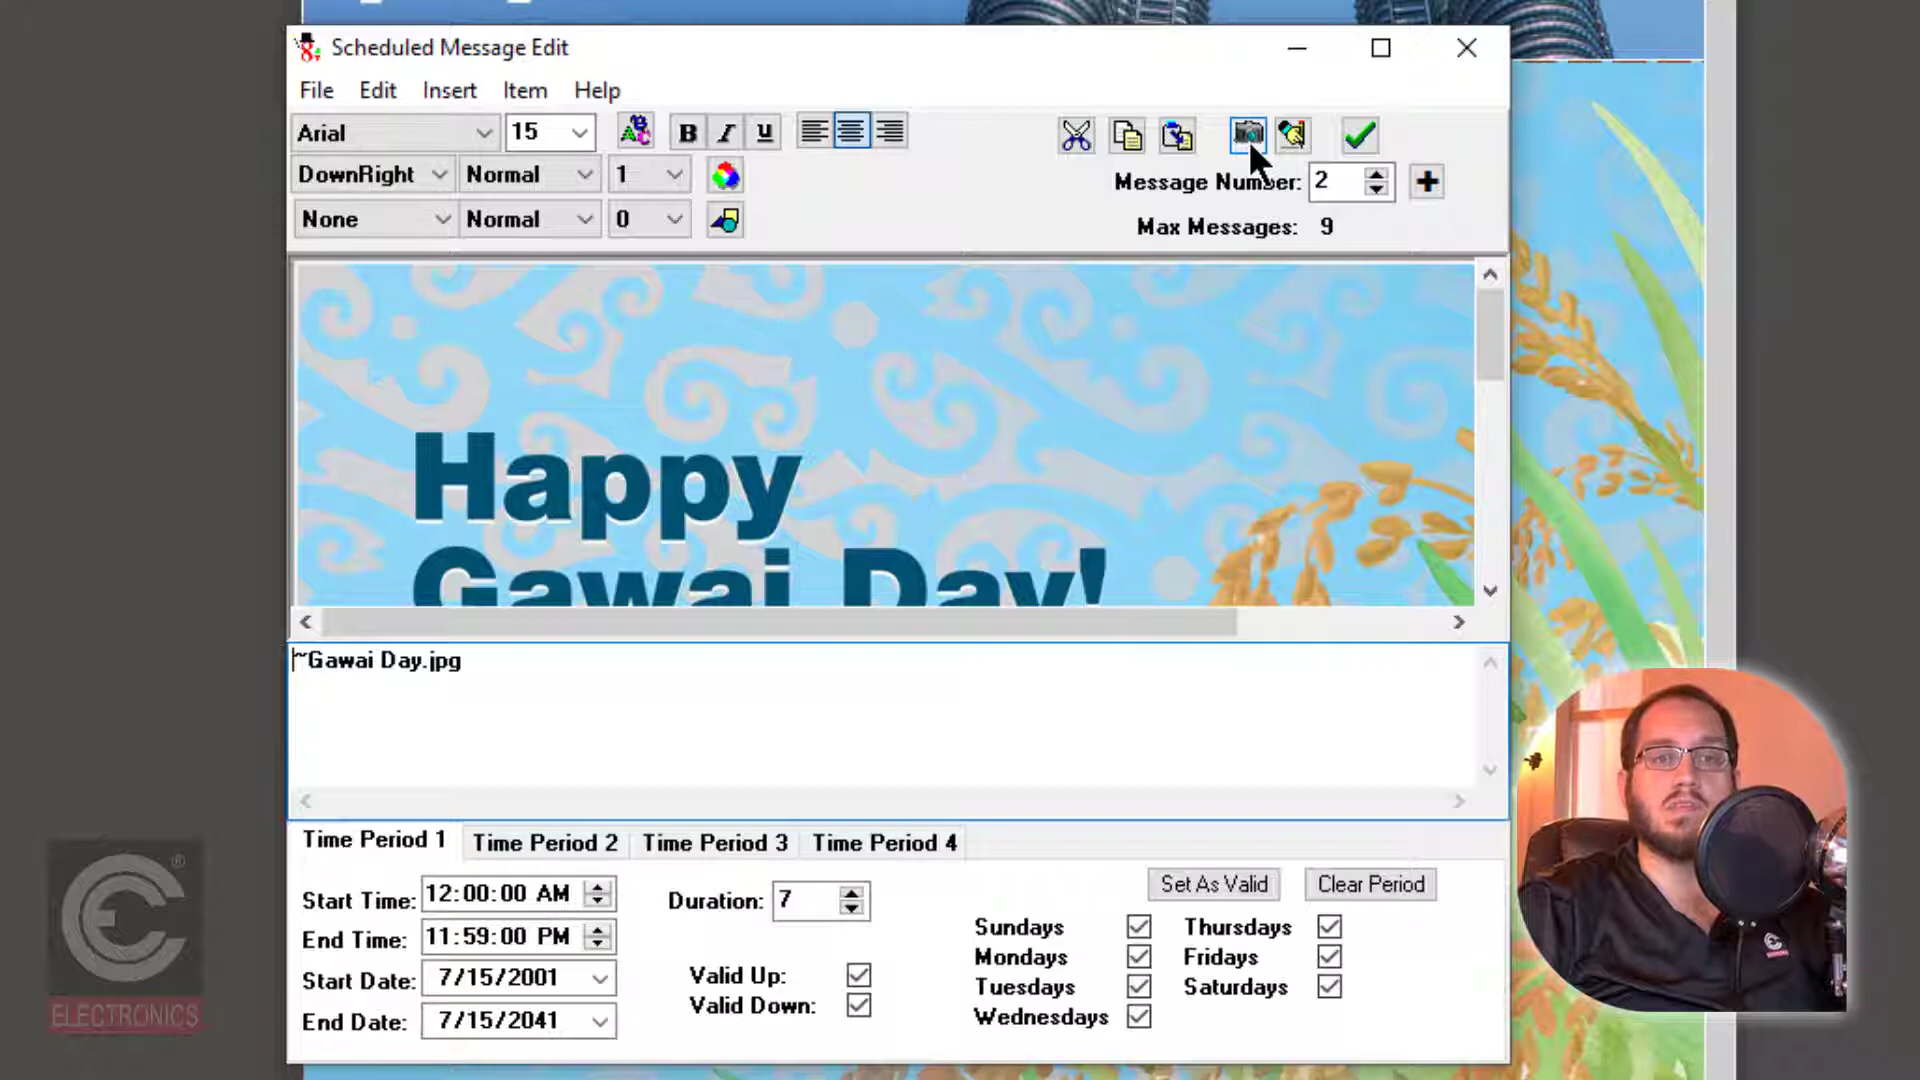 Scheduled Message Edit
File Edit Insert Item Help
Arial 15 B I U
DownRight Normal 1
Message Number: 2
None Normal 0
Max Messages: 9
Happy
Gawai Day!
~Gawai Day.jpg
Time Period 1 Time Period 2 Time Period 3 Time Period 4
Start Time: 12:00:00 AM Duration: 7 Set As Valid Clear Period
End Time: 11:59:00 PM
Start Date: 7/15/2001
End Date: 7/15/2041
Valid Up:
Valid Down:
Sundays Thursdays
Mondays Fridays
Tuesdays Saturdays
Wednesdays
CE ®
ELECTRONICS